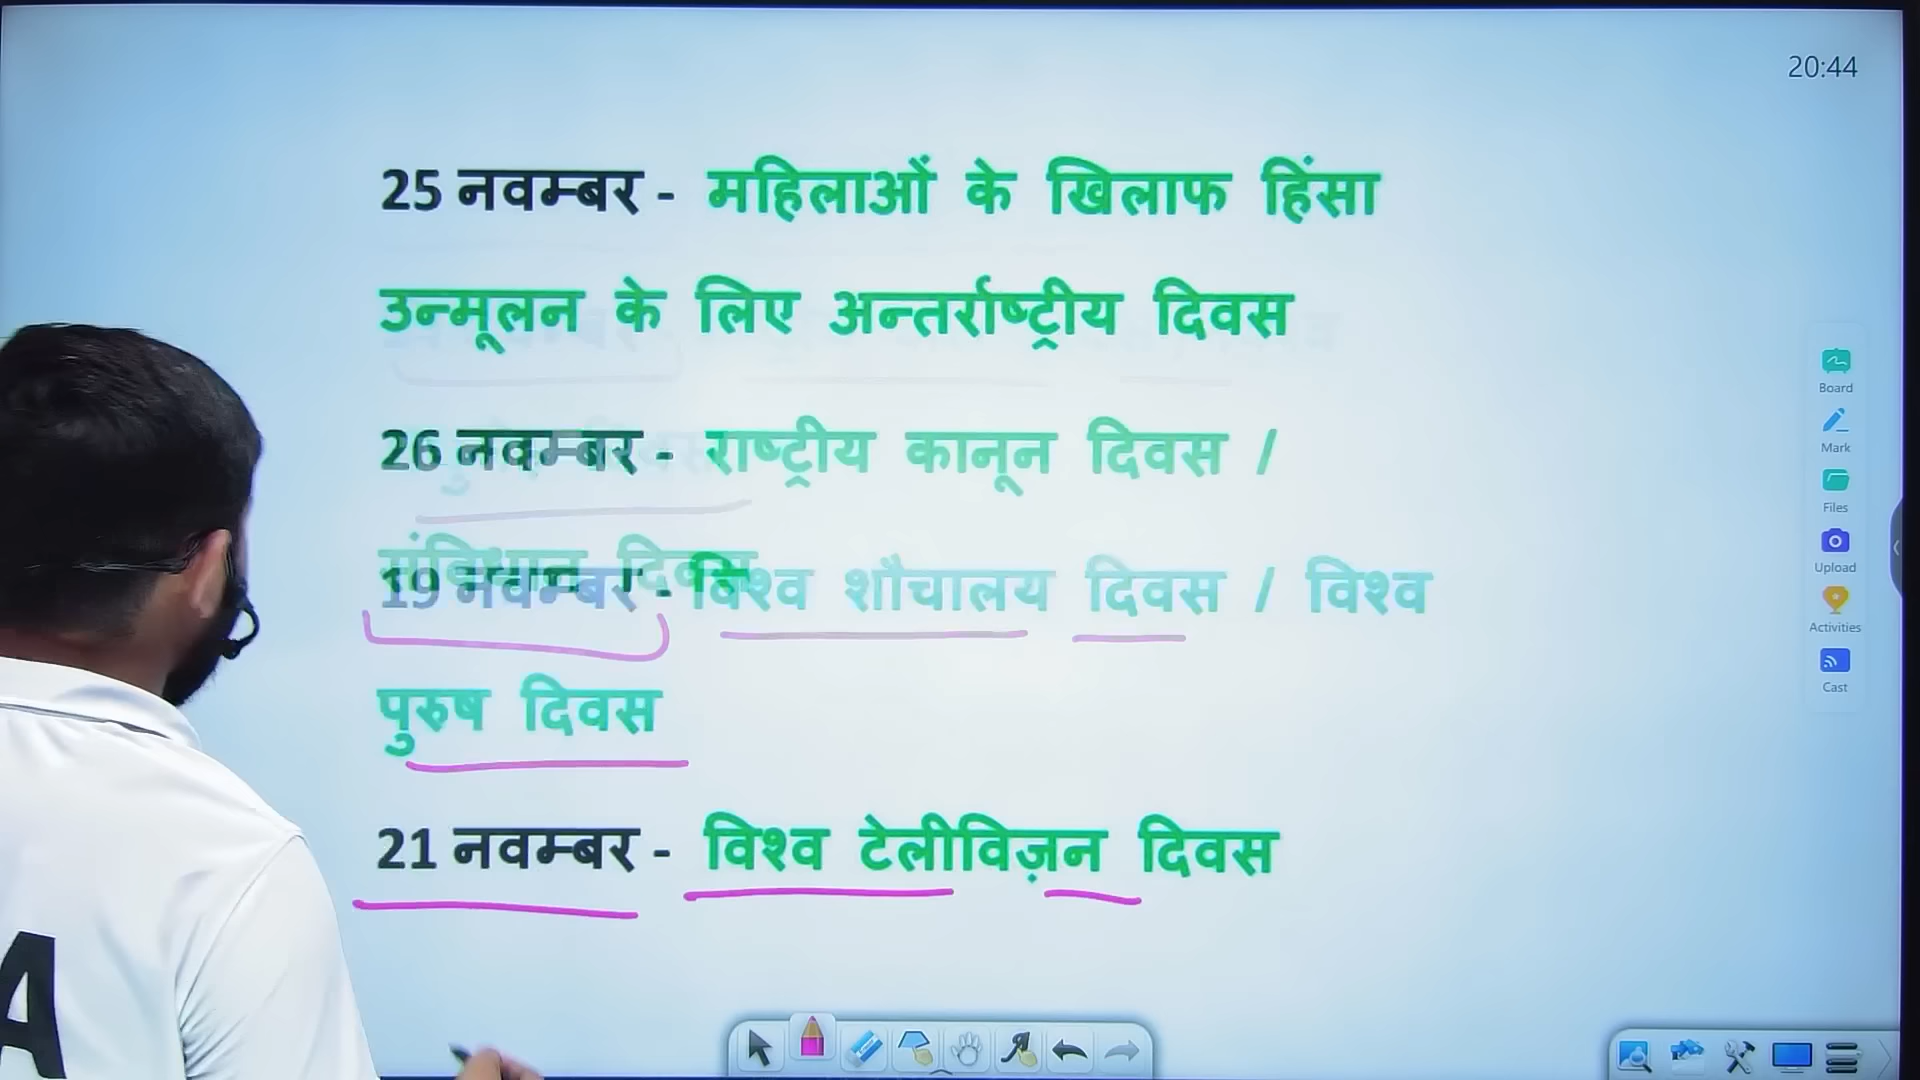 20:44
25 नवम्बर - महिलाओं के खिलाफ हिंसा
उन्मूलन के लिए अन्तर्राष्ट्रीय दिवस
26 नवम्बर - राष्ट्रीय कानून दिवस /
संविधान दिवस
19 नवम्बर - विश्व शौचालय दिवस / विश्व
पुरुष दिवस
21 नवम्बर - विश्व टेलीविज़न दिवस
Board
Mark
Files
Upload
Activities
Cast
A